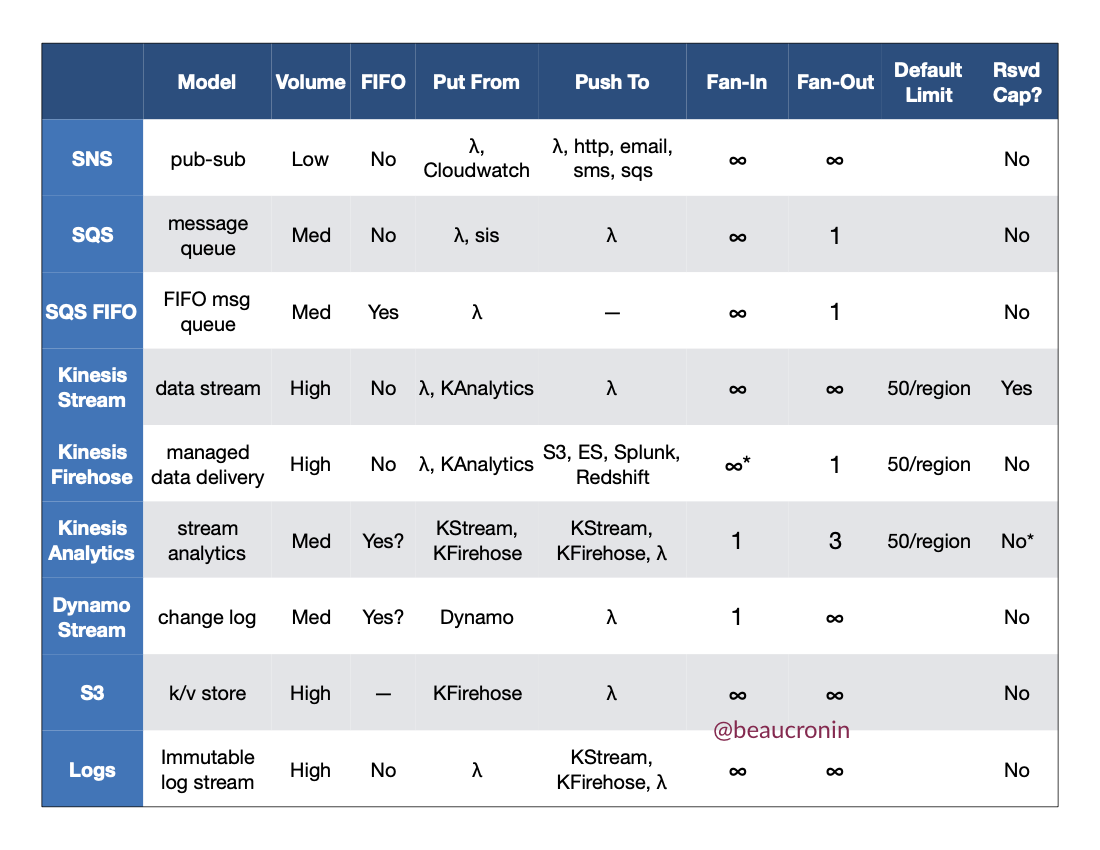 Model Volume FIFO Put From Push To Fan-In Fan-Out Default Limit Rsvd Cap?
SNS pub-sub Low No λ, Cloudwatch λ, http, email, sms, sqs ∞ ∞ No
SQS message queue Med No λ, sis λ ∞ 1 No
SQS FIFO FIFO msg queue Med Yes λ — ∞ 1 No
Kinesis Stream data stream High No λ, KAnalytics λ ∞ ∞ 50/region Yes
Kinesis Firehose managed data delivery High No λ, KAnalytics S3, ES, Splunk, Redshift ∞* 1 50/region No
Kinesis Analytics stream analytics Med Yes? KStream, KFirehose KStream, KFirehose, λ 1 3 50/region No*
Dynamo Stream change log Med Yes? Dynamo λ 1 ∞ No
S3 k/v store High — KFirehose λ ∞ ∞ No
@beaucronin
Logs Immutable log stream High No λ KStream, KFirehose, λ ∞ ∞ No